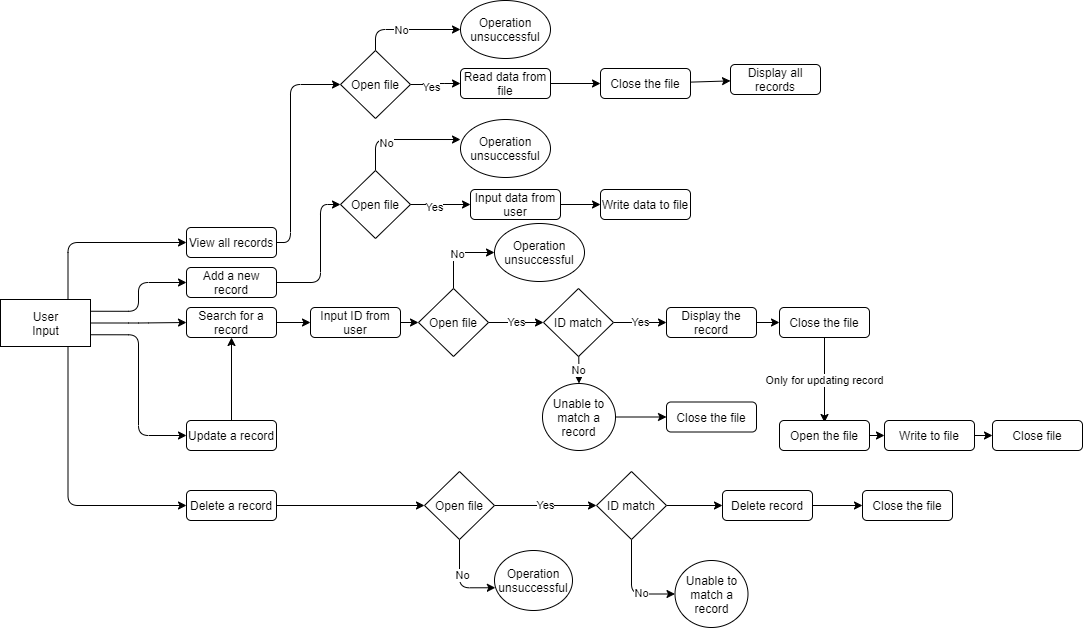 No
Operation
unsuccessful
Open file
Yes
Read data from
file
Close the file
Display all
records
No
Operation
unsuccessful
Open file
Yes
Input data from
user
Write data to file
View all records
Add a new
record
User
Input
Search for a
record
Input ID from
user
Open file
No
Operation
unsuccessful
Yes
ID match
Yes
Display the
record
Close the file
No
Unable to
match a
record
Close the file
Only for updating record
Update a record
Open the file
Write to file
Close file
Delete a record
Open file
Yes
ID match
Delete record
Close the file
No
Operation
unsuccessful
No
Unable to
match a
record